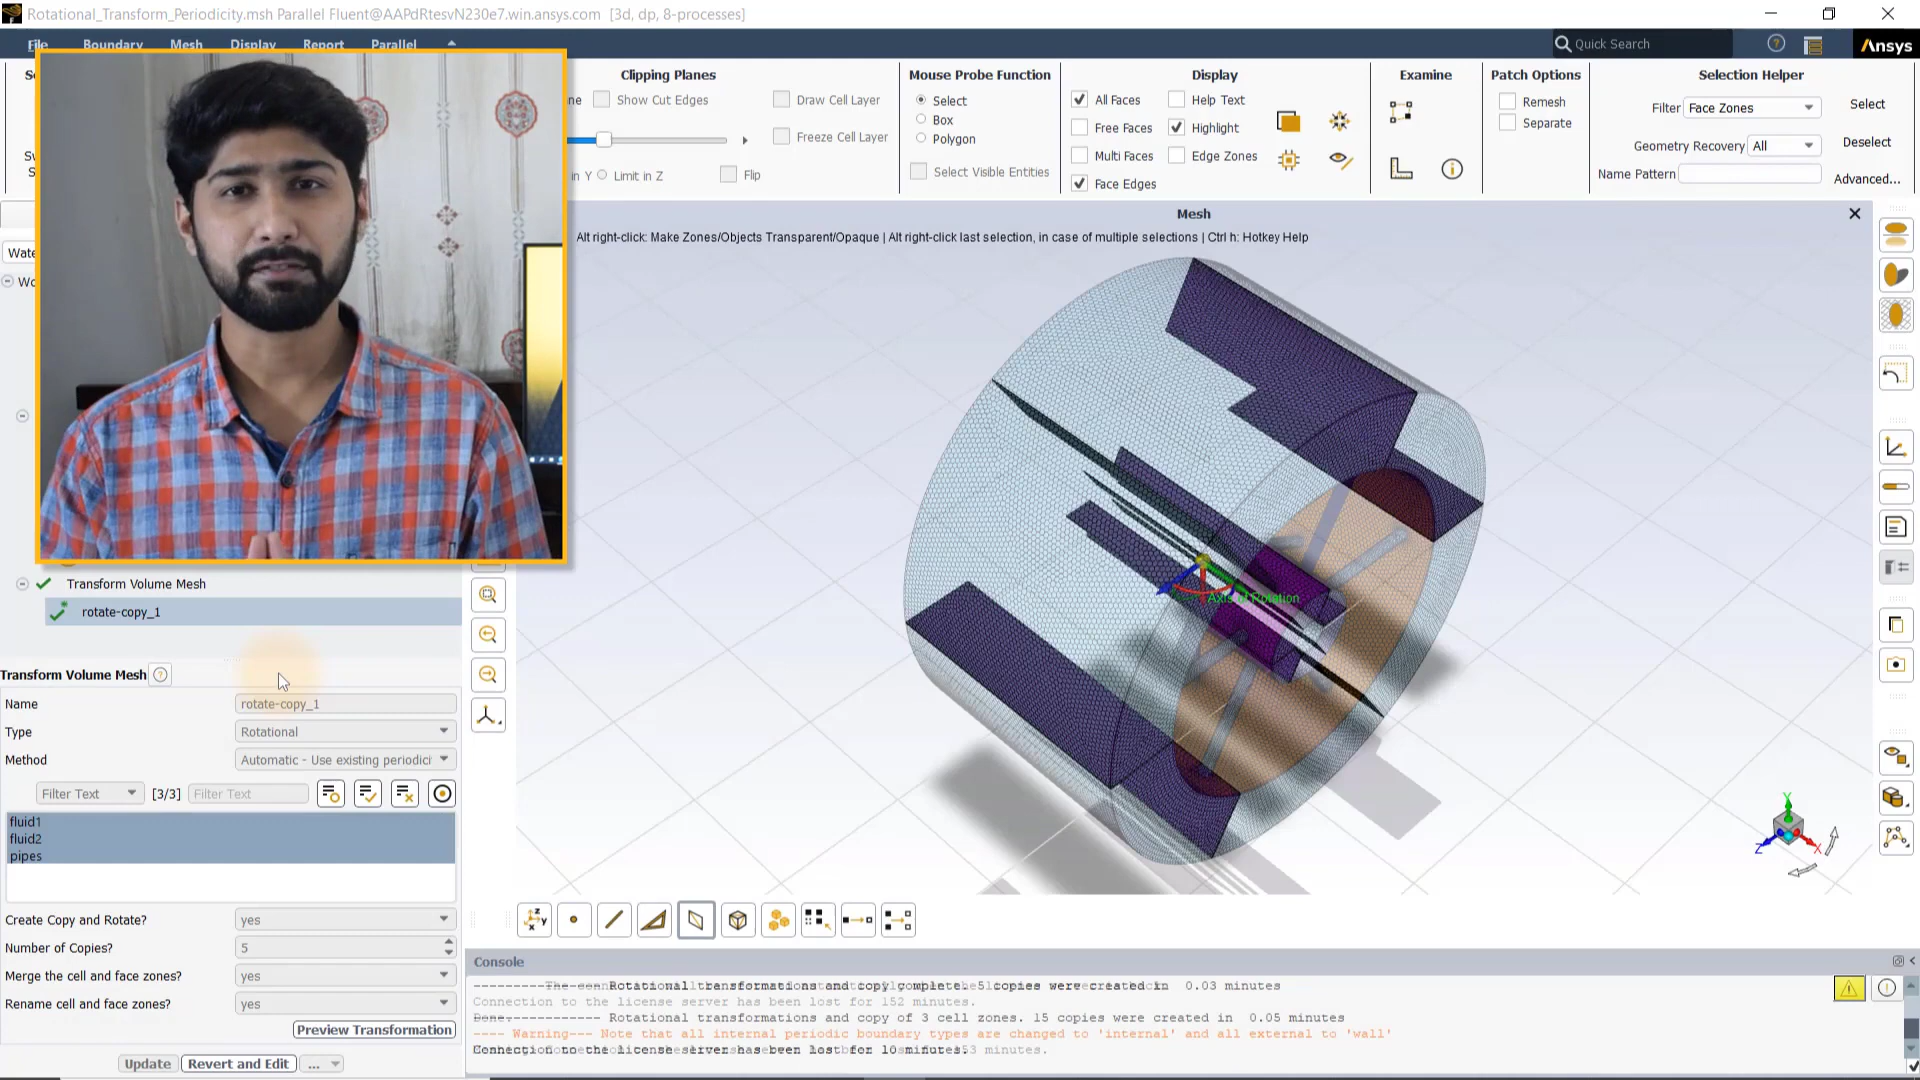 Rotational_Transform_Periodicity.msh Parallel Fluent@AAPdRtesvN230e7.win.ansys.com [3d, dp, 8-processes]
File Boundary Mesh Display Report Parallel
Quick Search
Ansys
Clipping Planes
Show Cut Edges
Draw Cell Layer
Freeze Cell Layer
in Y Limit in Z
Flip
Mouse Probe Function
Select
Box
Polygon
Select Visible Entities
Display
All Faces
Help Text
Free Faces
Highlight
Multi Faces
Edge Zones
Face Edges
Examine
Patch Options
Remesh
Separate
Selection Helper
Filter Face Zones
Select
Geometry Recovery All
Deselect
Name Pattern
Advanced...
Mesh
Alt right-click: Make Zones/Objects Transparent/Opaque | Alt right-click last selection, in case of multiple selections | Ctrl h: Hotkey Help
Axis of Rotation
Y
Z
X
Transform Volume Mesh
rotate-copy_1
Transform Volume Mesh
Name rotate-copy_1
Type Rotational
Method Automatic - Use existing periodici
Filter Text [3/3] Filter Text
fluid1
fluid2
pipes
Create Copy and Rotate? yes
Number of Copies? 5
Merge the cell and face zones? yes
Rename cell and face zones? yes
Preview Transformation
Update Revert and Edit ...
Console
Connection to the license server has been lost for 152 minutes.
---------------- Rotational transformations and copy of 3 cell zones. 15 copies were created in 0.05 minutes
---- Warning--- Note that all internal periodic boundary types are changed to 'internal' and all external to 'wall'